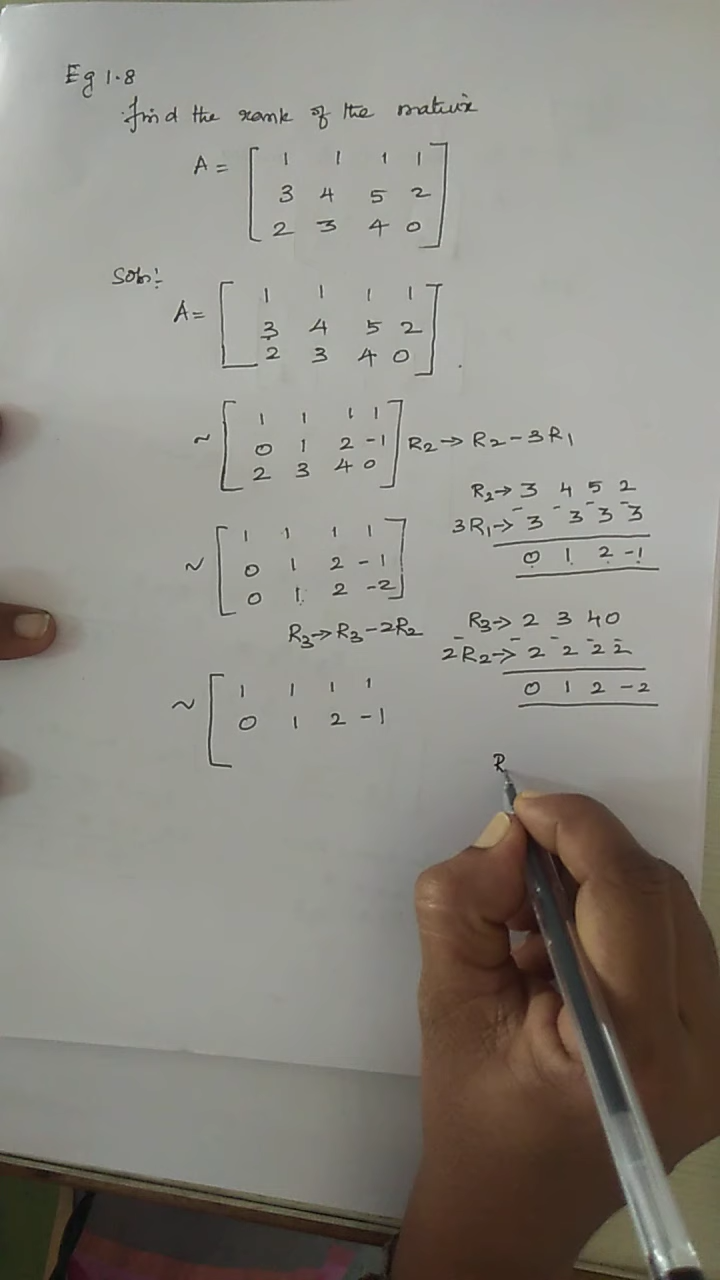 Eg 1.8
Find the rank of the matrix
A = [ 1 1 1 1
3 4 5 2
2 3 4 0 ]
Soln:-
A = [ 1 1 1 1
3 4 5 2
2 3 4 0 ]
~ [ 1 1 1 1
0 1 2 -1
2 3 4 0 ] R2 → R2 - 3R1
R2 → 3 4 5 2
3R1 → -3 -3 -3 -3
0 1 2 -1
~ [ 1 1 1 1
0 1 2 -1
0 1 2 -2 ]
R3 → R3 - 2R2
R3 → 2 3 4 0
-2R2 → -2 -2 -2 -2
0 1 2 -2
~ [ 1 1 1 1
0 1 2 -1
R